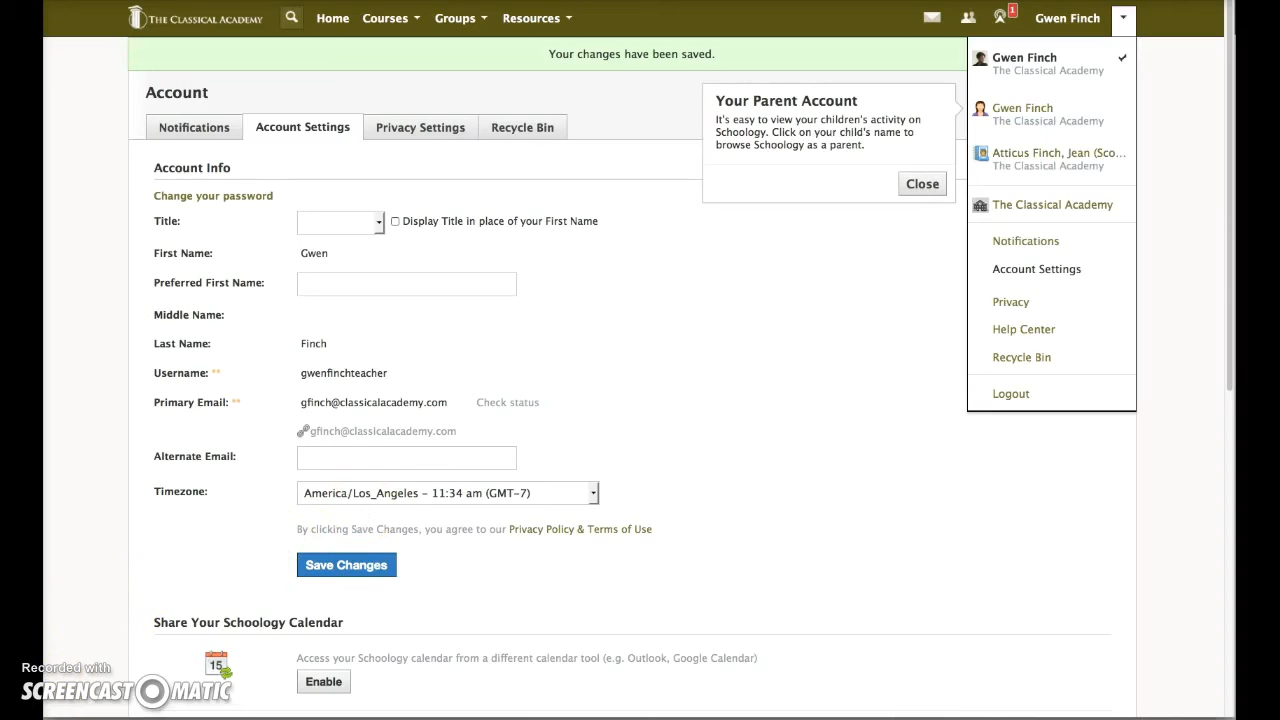 THE CLASSICAL ACADEMY
Home
Courses
Groups
Resources
1
Gwen Finch
Your changes have been saved.
Account
Notifications
Account Settings
Privacy Settings
Recycle Bin
Your Parent Account
It's easy to view your children's activity on
Schoology. Click on your child's name to
browse Schoology as a parent.
Close
Gwen Finch
The Classical Academy
Gwen Finch
The Classical Academy
Atticus Finch, Jean (Sco...
The Classical Academy
The Classical Academy
Notifications
Account Settings
Privacy
Help Center
Recycle Bin
Logout
Account Info
Change your password
Title:
Display Title in place of your First Name
First Name: Gwen
Preferred First Name:
Middle Name:
Last Name: Finch
Username: ** gwenfinchteacher
Primary Email: ** gfinch@classicalacademy.com Check status
gfinch@classicalacademy.com
Alternate Email:
Timezone: America/Los_Angeles - 11:34 am (GMT-7)
By clicking Save Changes, you agree to our Privacy Policy & Terms of Use
Save Changes
Share Your Schoology Calendar
15
Access your Schoology calendar from a different calendar tool (e.g. Outlook, Google Calendar)
Enable
Recorded with
SCREENCAST-O-MATIC